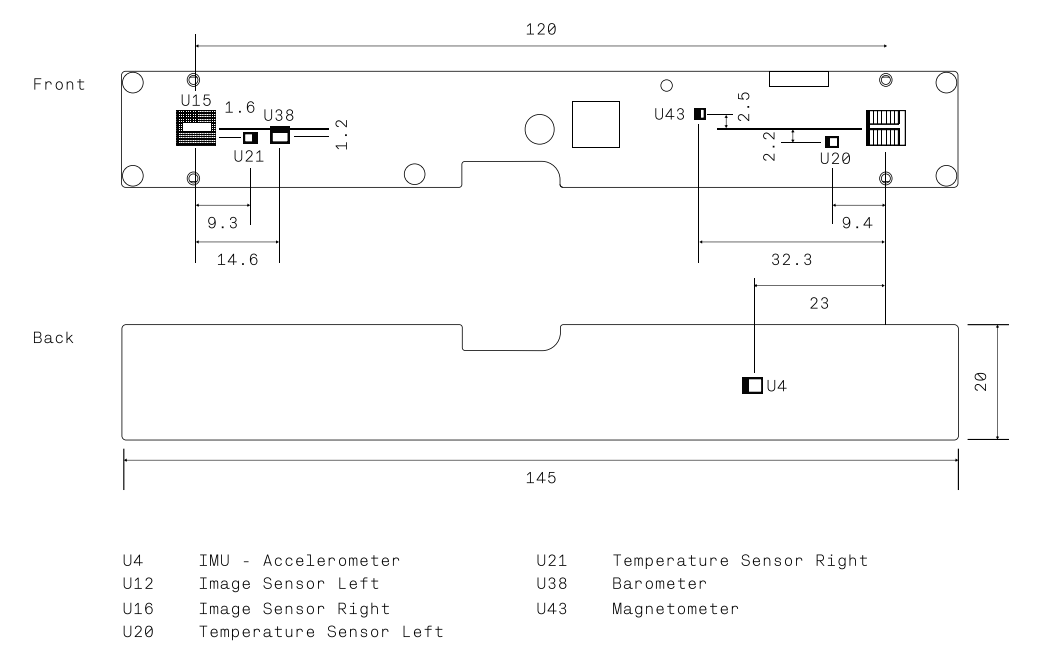 120
Front
U15
1.6
U38
1.2
U21
U43
2.5
2.2
U20
9.3
9.4
14.6
32.3
23
Back
U4
20
145
U4 IMU - Accelerometer
U12 Image Sensor Left
U16 Image Sensor Right
U20 Temperature Sensor Left
U21 Temperature Sensor Right
U38 Barometer
U43 Magnetometer